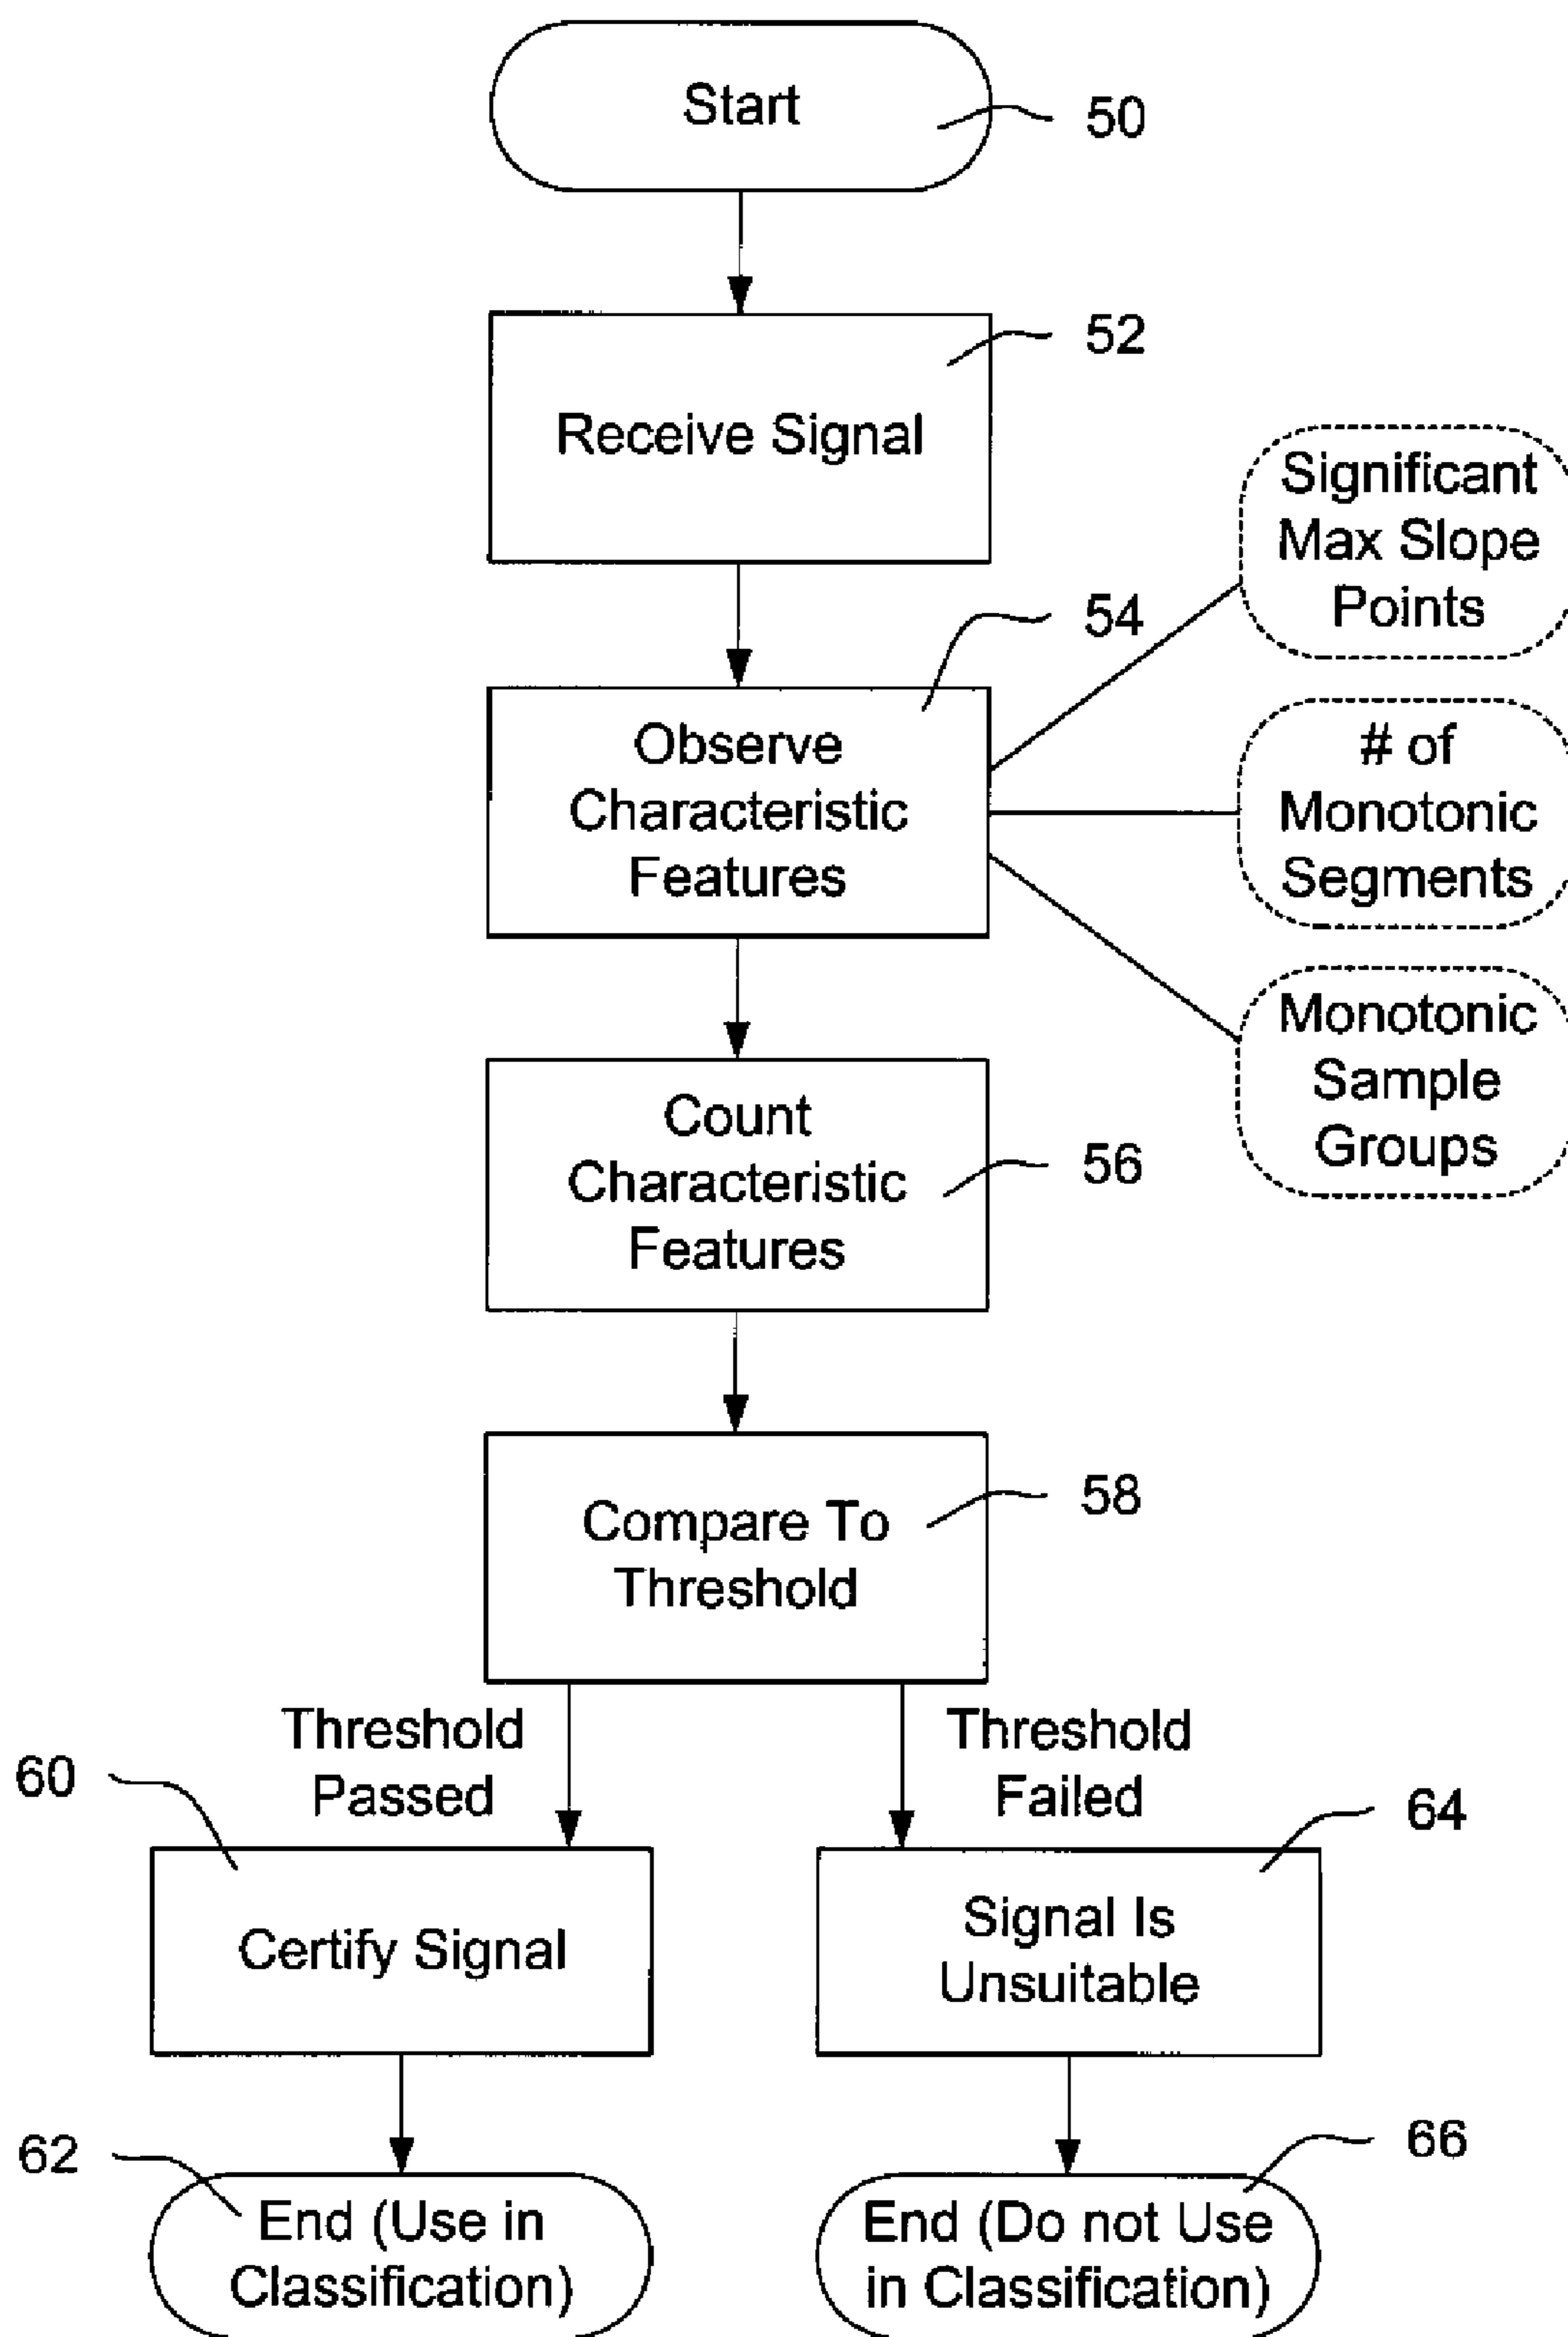 Start
50
Receive Signal
52
Significant
Max Slope
Points
54
Observe
Characteristic
Features
# of
Monotonic
Segments
Monotonic
Sample
Groups
Count
Characteristic
Features
56
Compare To
Threshold
58
Threshold
Passed
Threshold
Failed
60
Certify Signal
64
Signal Is
Unsuitable
62
End (Use in
Classification)
66
End (Do not Use
in Classification)